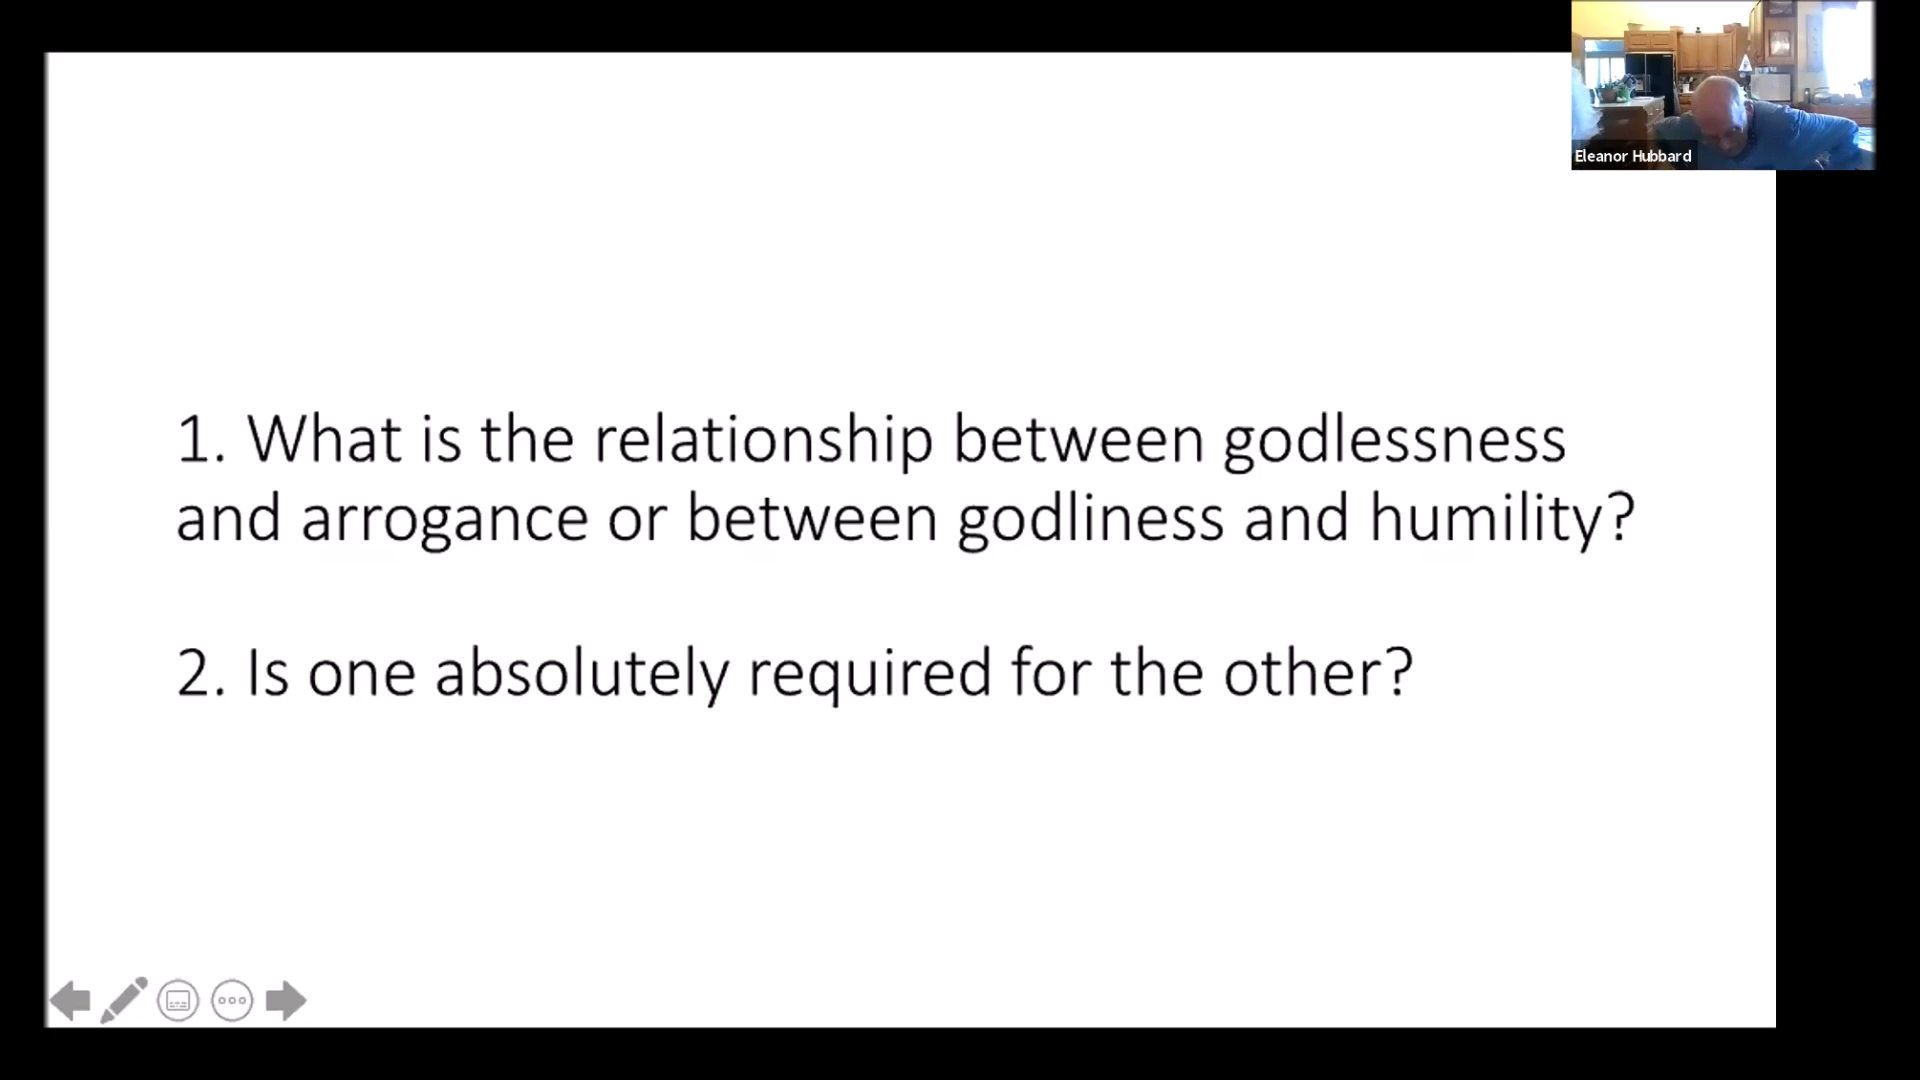 Eleanor Hubbard
1. What is the relationship between godlessness
and arrogance or between godliness and humility?
2. Is one absolutely required for the other?